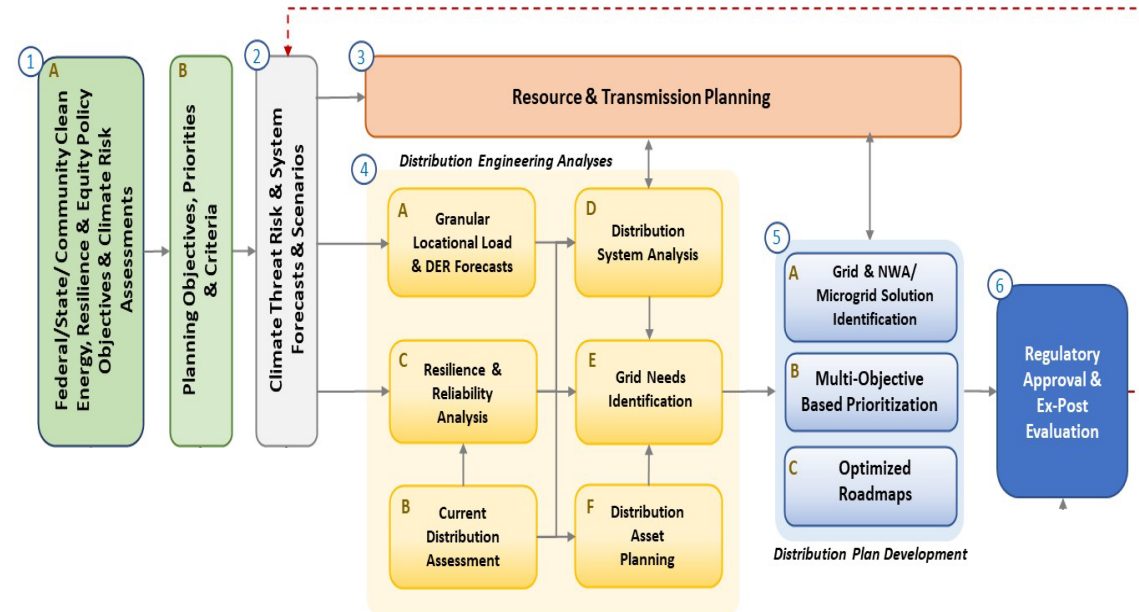 1
A
Federal/State/ Community Clean
Energy, Resilience & Equity Policy
Objectives & Climate Risk
Assessments
B
Planning Objectives, Priorities
& Criteria
2
Climate Threat Risk & System
Forecasts & Scenarios
3
Resource & Transmission Planning
4
Distribution Engineering Analyses
A
Granular
Locational Load
& DER Forecasts
D
Distribution
System Analysis
C
Resilience &
Reliability
Analysis
E
Grid Needs
Identification
B
Current
Distribution
Assessment
F
Distribution
Asset
Planning
5
A
Grid & NWA/
Microgrid Solution
Identification
B
Multi-Objective
Based Prioritization
C
Optimized
Roadmaps
Distribution Plan Development
6
Regulatory
Approval &
Ex-Post
Evaluation